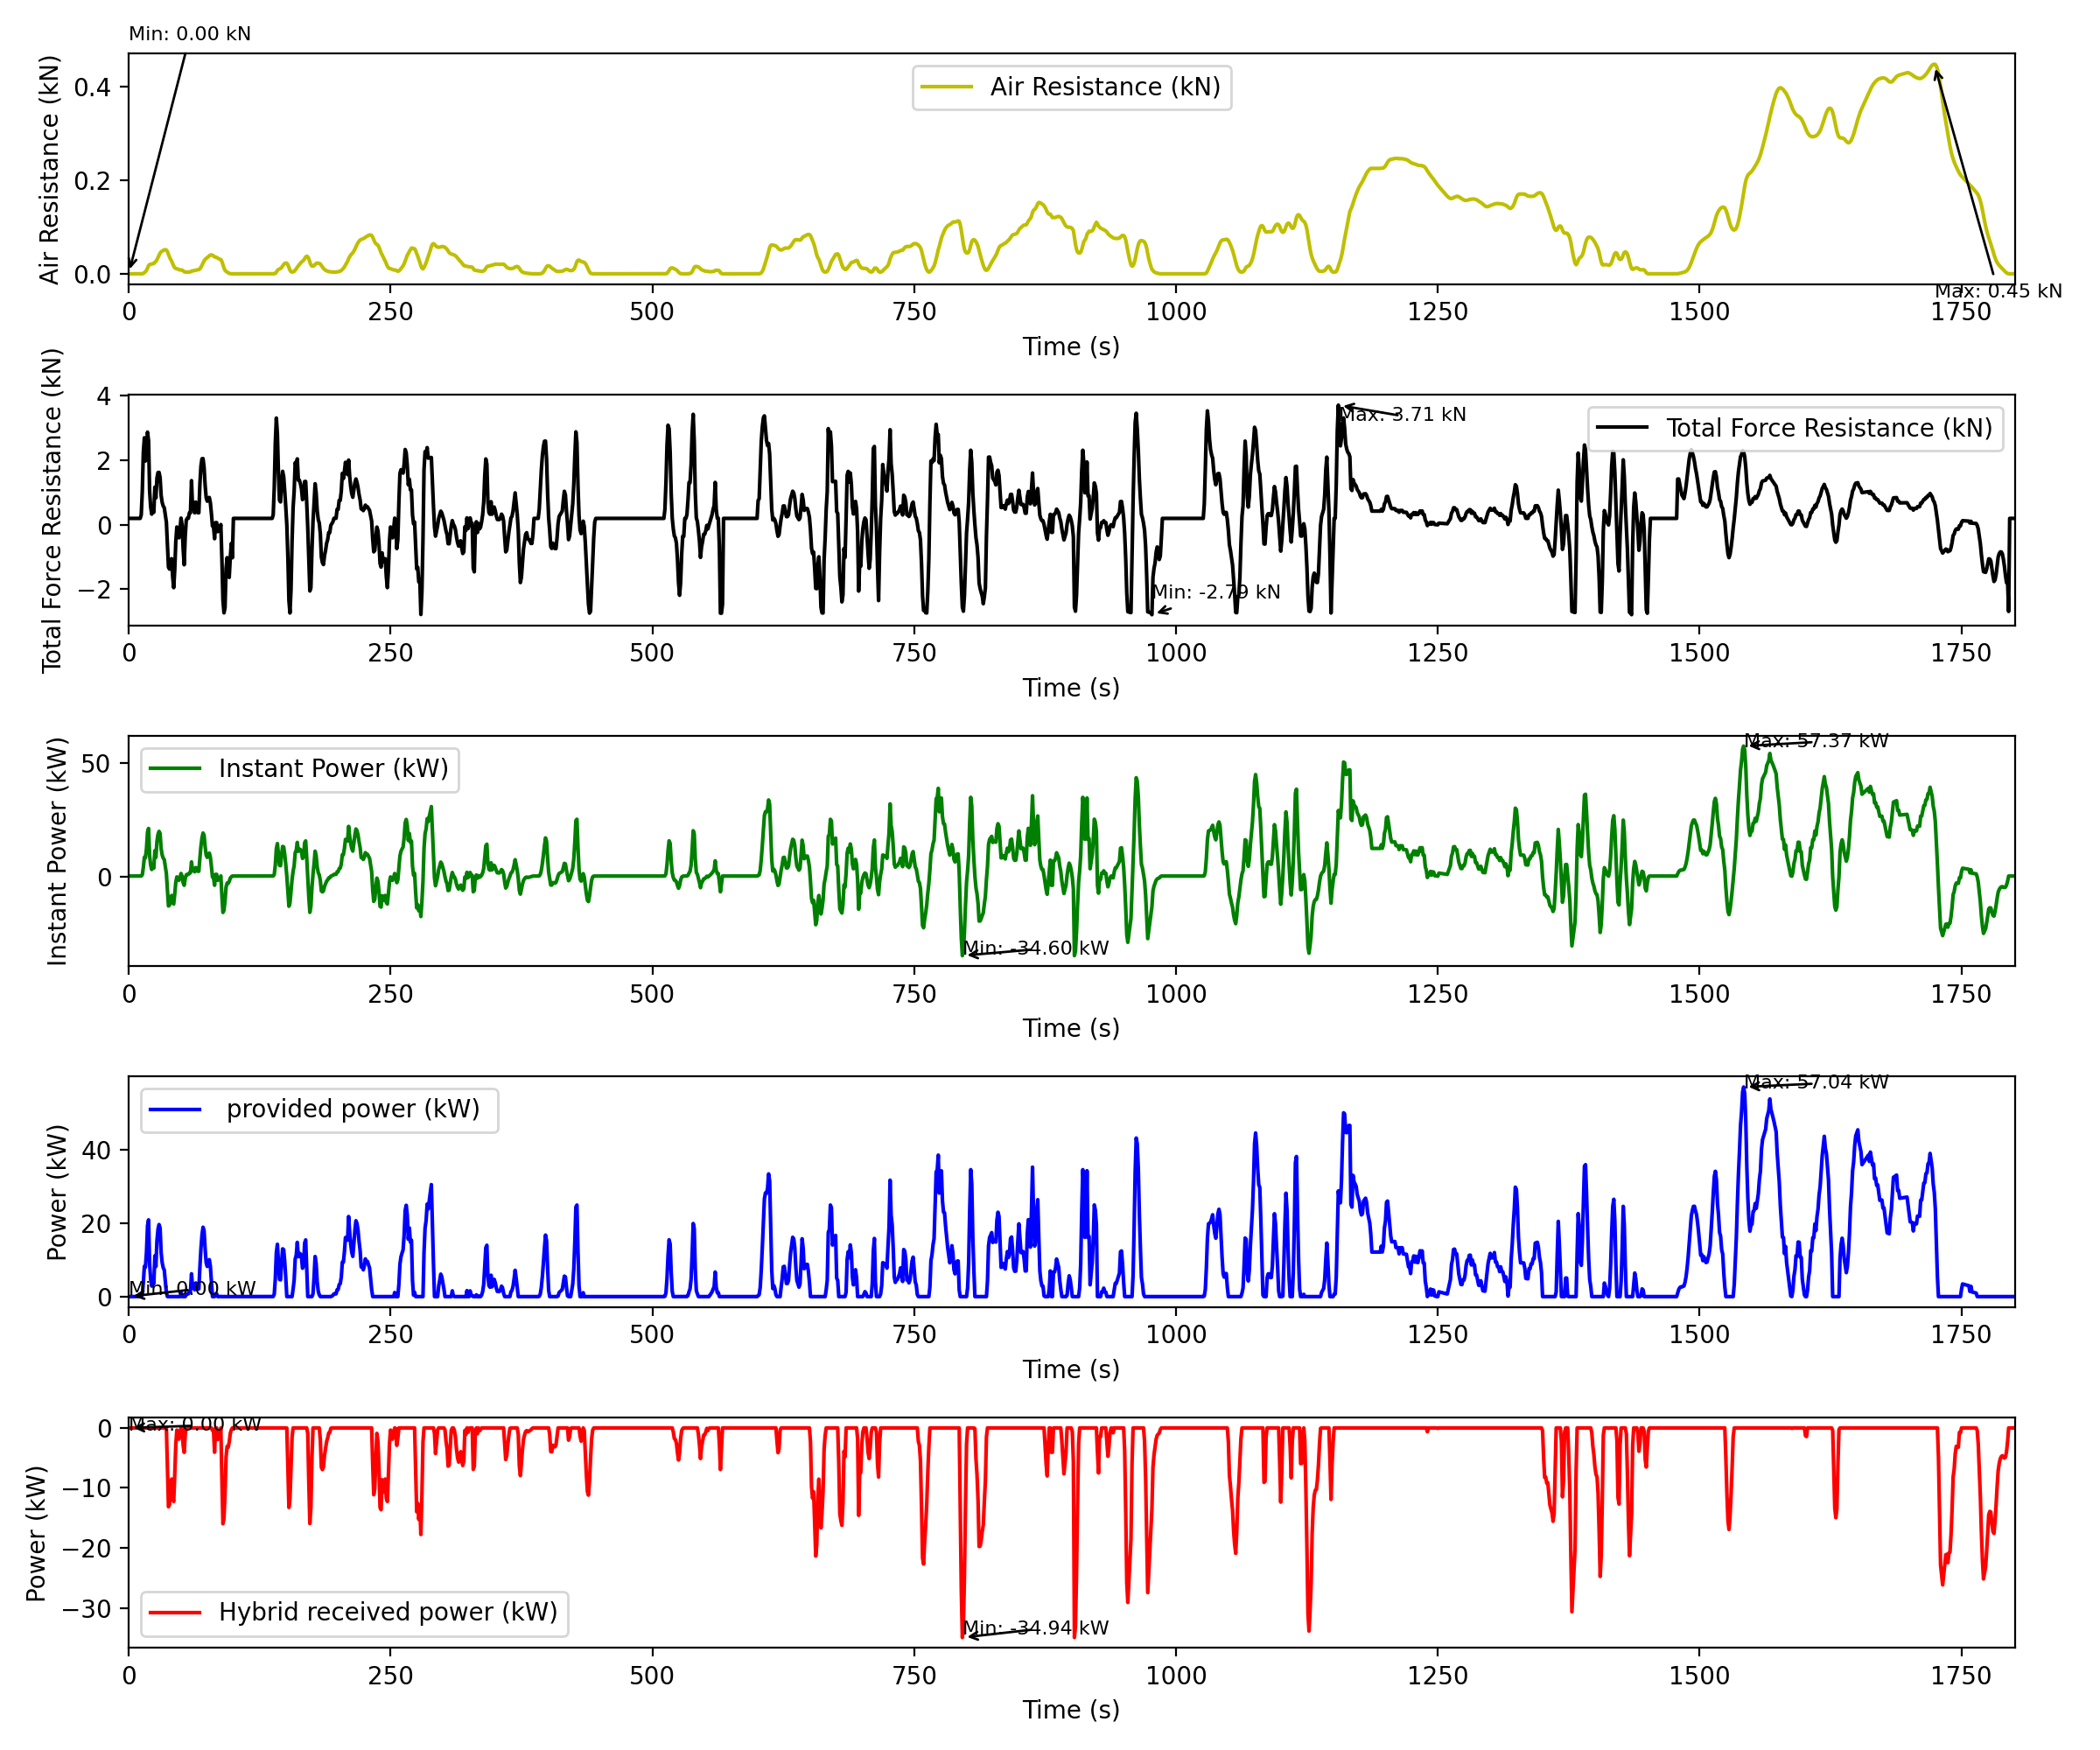 Min: 0.00 kN
Air Resistance (kN)
Air Resistance (kN)
0.4
0.2
0.0
Max: 0.45 kN
0 250 500 750 1000 1250 1500 1750
Time (s)
Total Force Resistance (kN)
4
2
0
−2
Max: 3.71 kN
Total Force Resistance (kN)
Min: -2.79 kN
0 250 500 750 1000 1250 1500 1750
Time (s)
Instant Power (kW)
50
0
Instant Power (kW)
Max: 57.37 kW
Min: -34.60 kW
0 250 500 750 1000 1250 1500 1750
Time (s)
Power (kW)
40
20
0
provided power (kW)
Max: 57.04 kW
Min: 0.00 kW
0 250 500 750 1000 1250 1500 1750
Time (s)
Power (kW)
0
−10
−20
−30
Max: 0.00 kW
Hybrid received power (kW)
Min: -34.94 kW
0 250 500 750 1000 1250 1500 1750
Time (s)